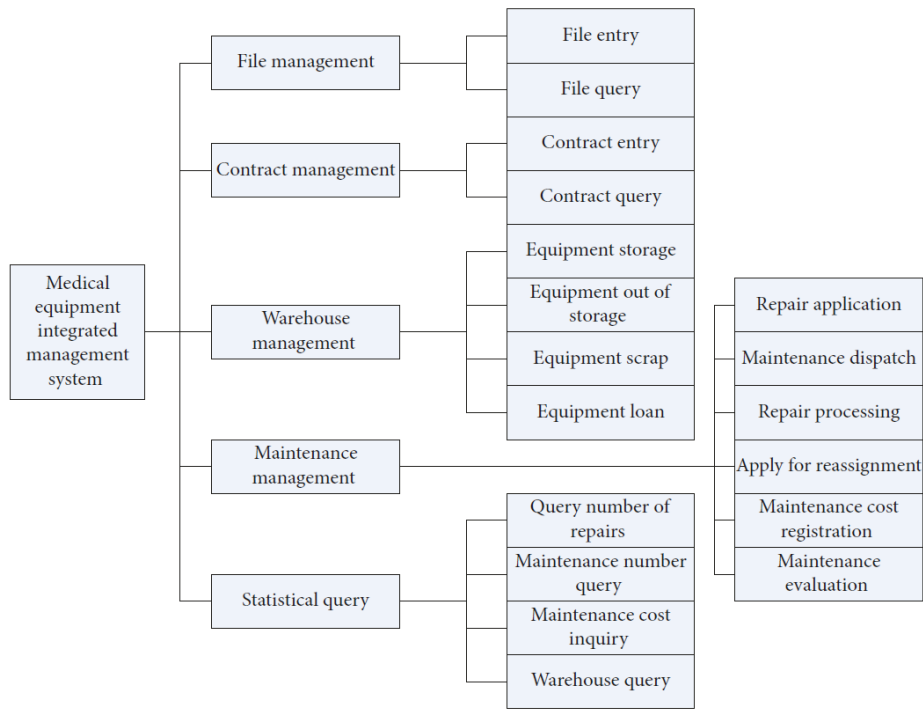 Medical
equipment
integrated
management
system
File management
File entry
File query
Contract management
Contract entry
Contract query
Warehouse
management
Equipment storage
Equipment out of
storage
Equipment scrap
Equipment loan
Maintenance
management
Repair application
Maintenance dispatch
Repair processing
Apply for reassignment
Maintenance cost
registration
Maintenance
evaluation
Statistical query
Query number of
repairs
Maintenance number
query
Maintenance cost
inquiry
Warehouse query